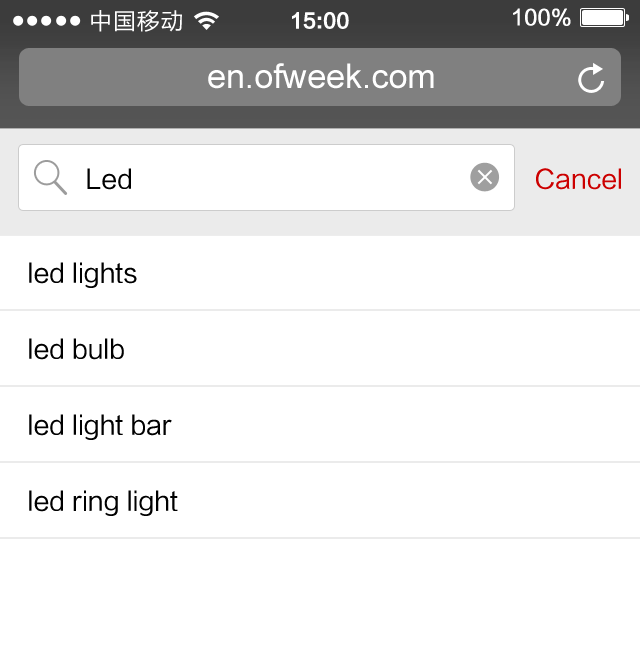 中国移动 15:00 100%
en.ofweek.com
Led Cancel
led lights
led bulb
led light bar
led ring light